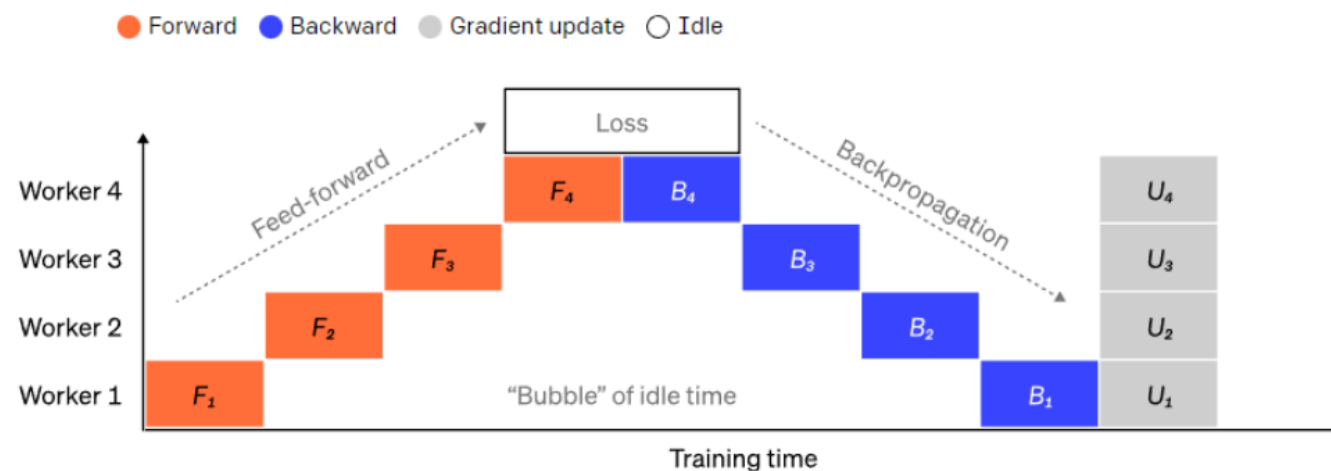 Forward Backward Gradient update Idle
Loss
Feed-forward
Backpropagation
Worker 4 F₄ B₄ U₄
Worker 3 F₃ B₃ U₃
Worker 2 F₂ B₂ U₂
Worker 1 F₁ “Bubble” of idle time B₁ U₁
Training time